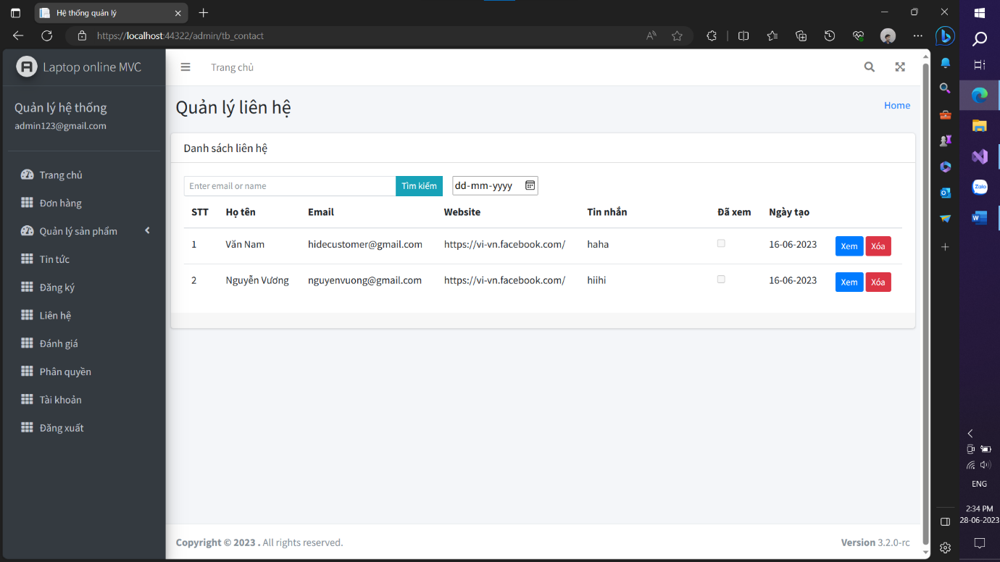 Hệ thống quản lý
https://localhost:44322/admin/tb_contact
Laptop online MVC
Trang chủ
Quản lý hệ thống
admin123@gmail.com
Trang chủ
Đơn hàng
Quản lý sản phẩm
Tin tức
Đăng ký
Liên hệ
Đánh giá
Phân quyền
Tài khoản
Đăng xuất
Quản lý liên hệ
Home
Danh sách liên hệ
Enter email or name Tìm kiếm dd-mm-yyyy
STT Họ tên Email Website Tin nhắn Đã xem Ngày tạo
1 Văn Nam hidecustomer@gmail.com https://vi-vn.facebook.com/ haha 16-06-2023 Xem Xóa
2 Nguyễn Vương nguyenvuong@gmail.com https://vi-vn.facebook.com/ hiihi 16-06-2023 Xem Xóa
Copyright © 2023 . All rights reserved.
Version 3.2.0-rc
Zalo
ENG
2:34 PM
28-06-2023